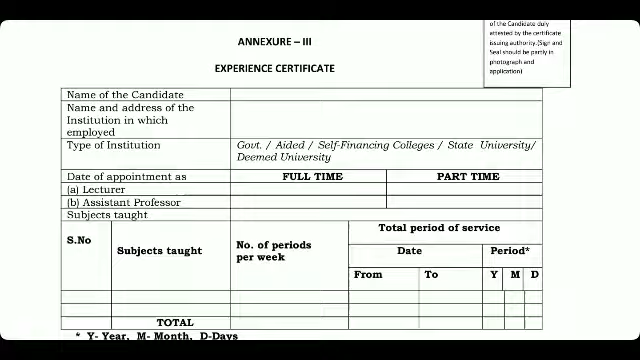 of the Candidate duly
attested by the certificate
issuing authority.(Sign and
Seal should be partly in
photograph and
application)
ANNEXURE – III
EXPERIENCE CERTIFICATE
Name of the Candidate
Name and address of the
Institution in which
employed
Type of Institution
Govt. / Aided / Self-Financing Colleges / State University/
Deemed University
Date of appointment as
FULL TIME
PART TIME
(a) Lecturer
(b) Assistant Professor
Subjects taught
S.No
Subjects taught
No. of periods
per week
Total period of service
Date
Period*
From
To
Y
M
D
TOTAL
* Y- Year, M- Month, D-Days